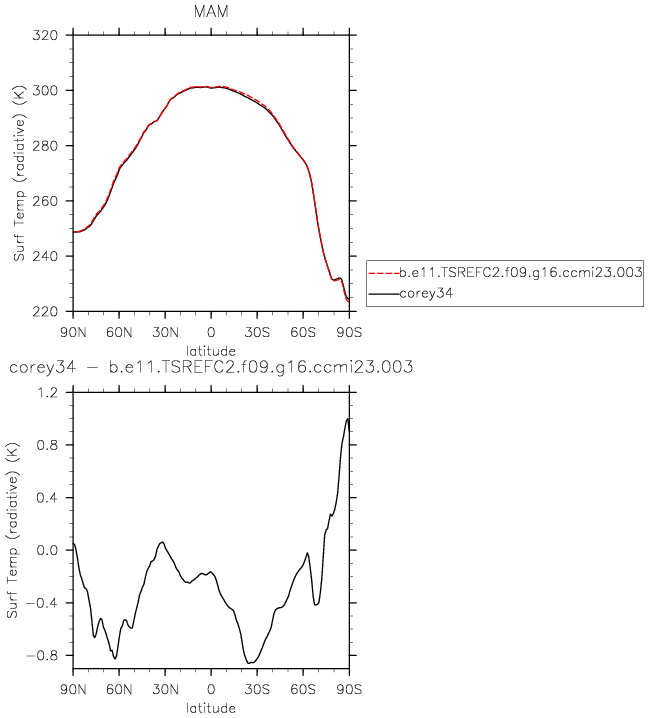 MAM
320
300
280
260
240
220
Surf Temp (radiative) (K)
90N 60N 30N 0 30S 60S 90S
latitude
b.e11.TSREFC2.f09.g16.ccmi23.003
corey34
corey34 − b.e11.TSREFC2.f09.g16.ccmi23.003
1.2
0.8
0.4
0.0
−0.4
−0.8
Surf Temp (radiative) (K)
90N 60N 30N 0 30S 60S 90S
latitude